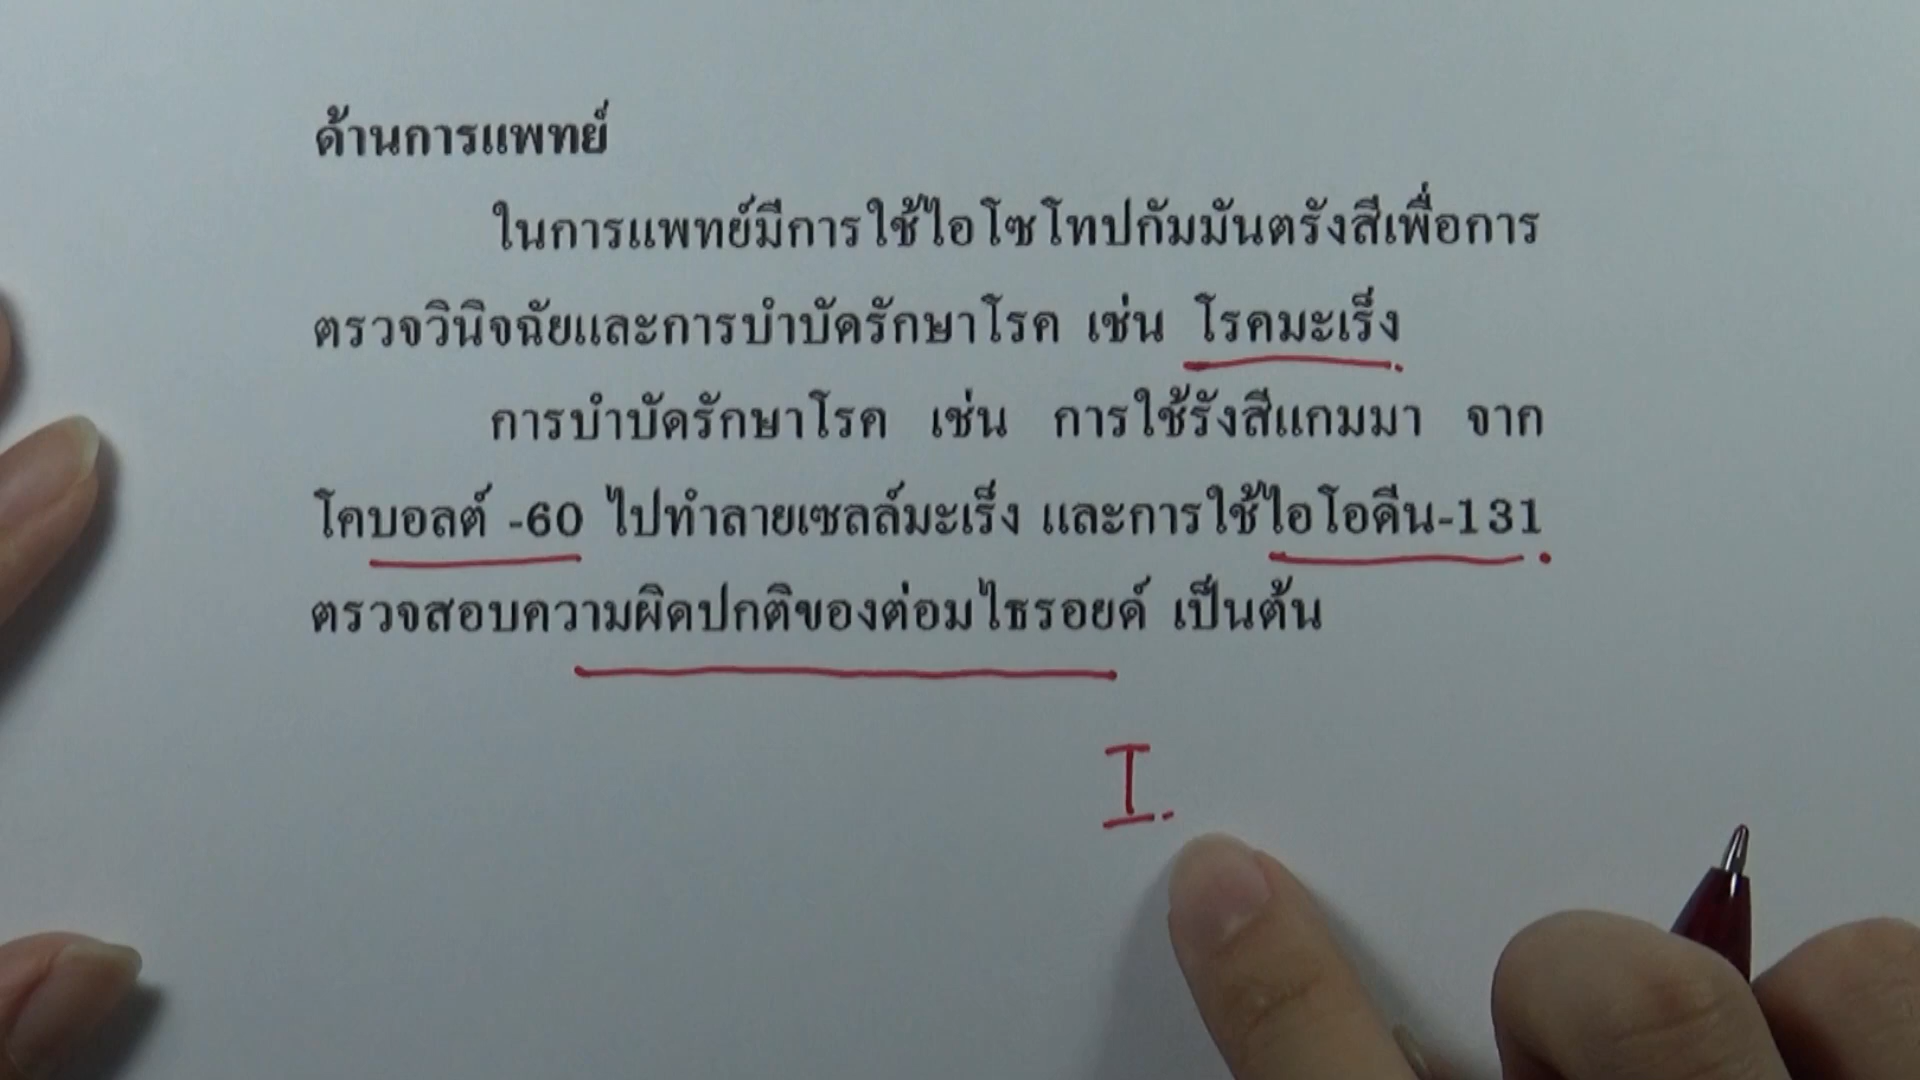 ด้านการแพทย์
ในการแพทย์มีการใช้ไอโซโทปกัมมันตรังสีเพื่อการ
ตรวจวินิจฉัยและการบำบัดรักษาโรค เช่น โรคมะเร็ง
การบำบัดรักษาโรค เช่น การใช้รังสีแกมมา จาก
โคบอลต์ -60 ไปทำลายเซลล์มะเร็ง และการใช้ไอโอดีน-131
ตรวจสอบความผิดปกติของต่อมไธรอยด์ เป็นต้น
I.